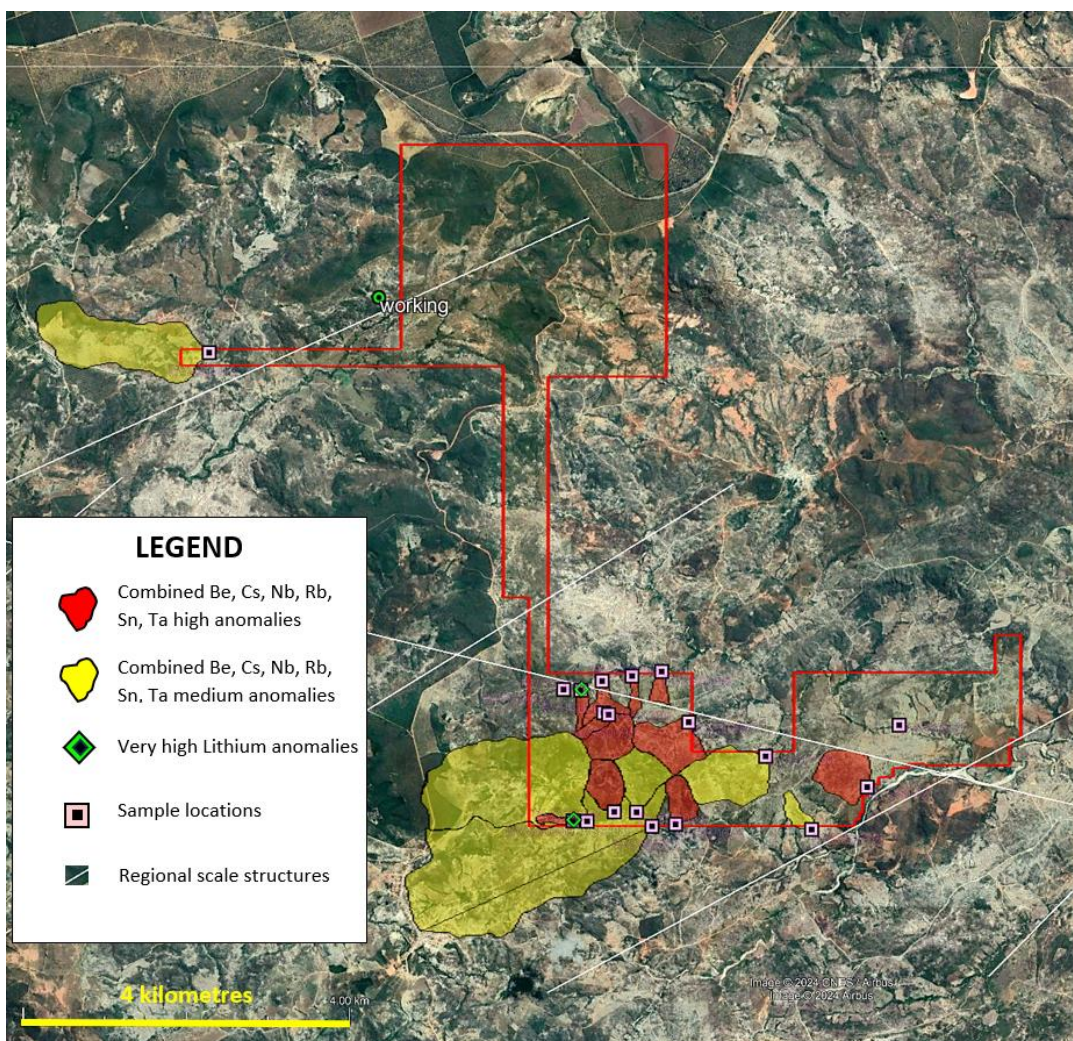 working
LEGEND
Combined Be, Cs, Nb, Rb,
Sn, Ta high anomalies
Combined Be, Cs, Nb, Rb,
Sn, Ta medium anomalies
Very high Lithium anomalies
Sample locations
Regional scale structures
4 kilometres
4.00 km
Image © 2024 CNES / Airbus
Image © 2024 Airbus